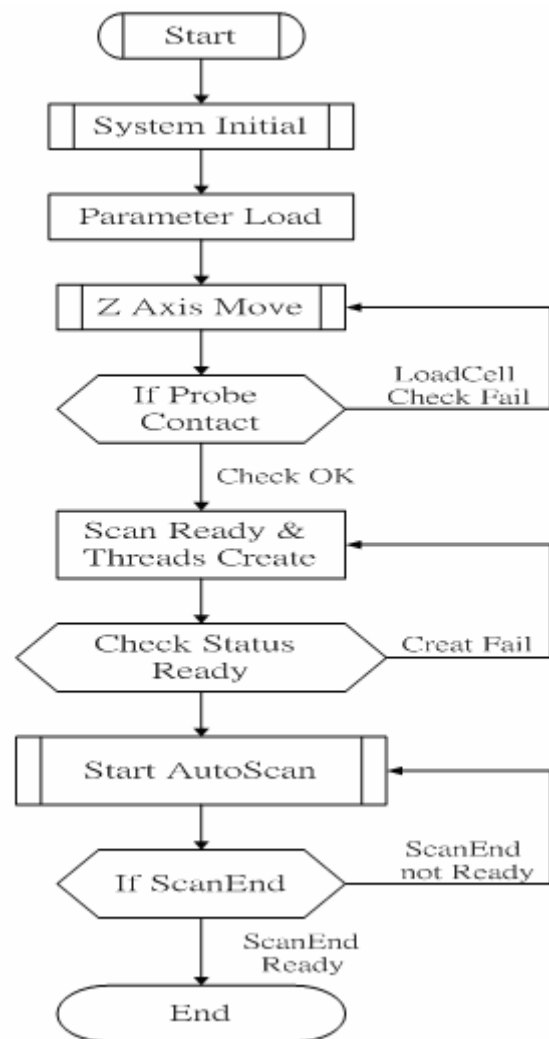 Start
System Initial
Parameter Load
Z Axis Move
If Probe
Contact
LoadCell
Check Fail
Check OK
Scan Ready &
Threads Create
Check Status
Ready
Creat Fail
Start AutoScan
If ScanEnd
ScanEnd
not Ready
ScanEnd
Ready
End